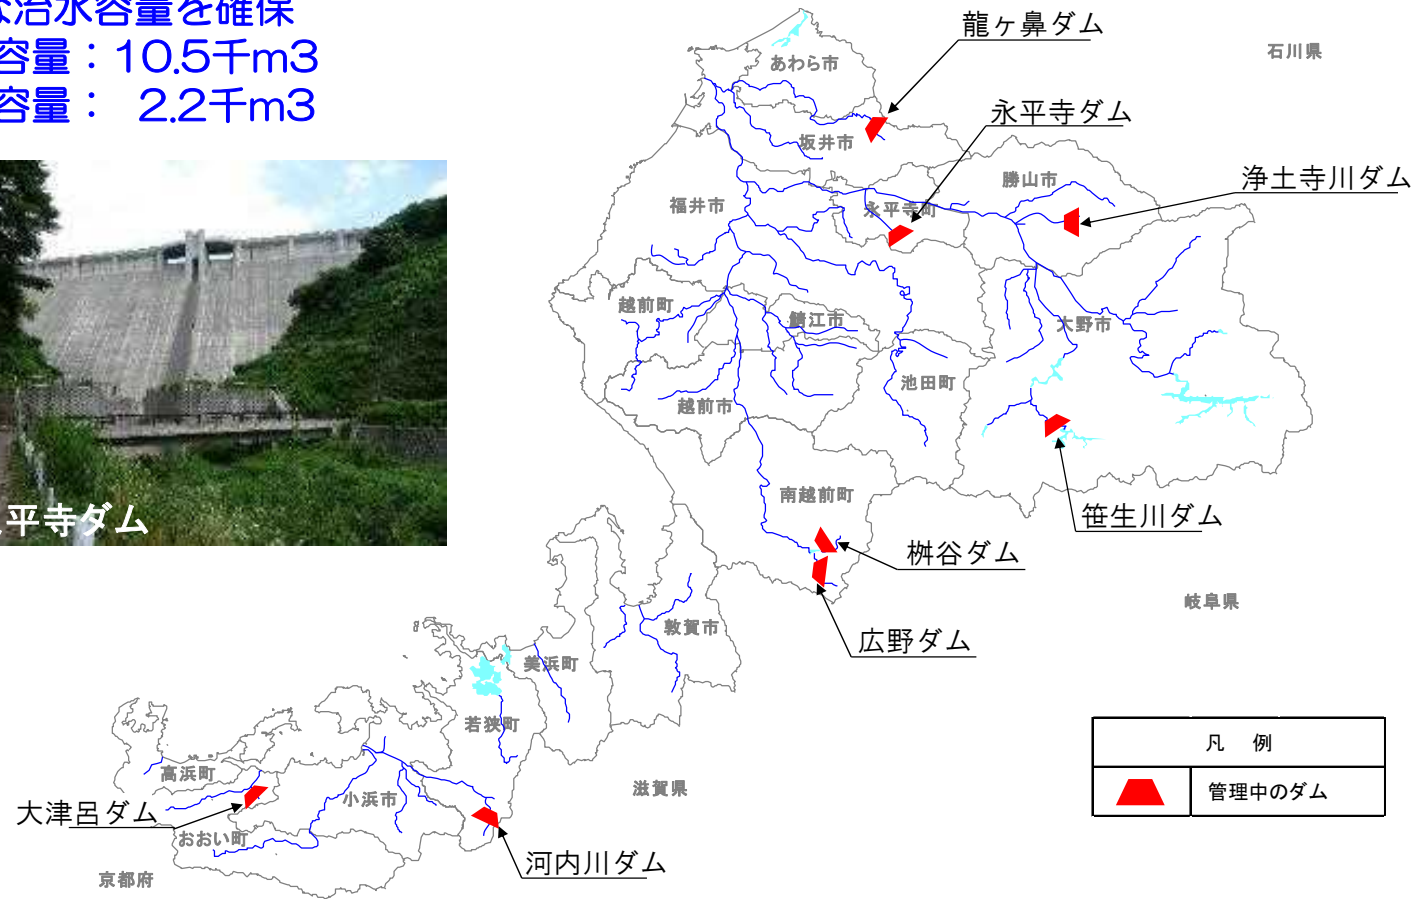 な治水容量を確保
容量：10.5千m3
容量： 2.2千m3
平寺ダム
龍ヶ鼻ダム
石川県
あわら市
永平寺ダム
坂井市
浄土寺川ダム
勝山市
福井市
永平寺町
越前町
鯖江市
大野市
池田町
越前市
南越前町
笹生川ダム
桝谷ダム
岐阜県
広野ダム
敦賀市
美浜町
若狭町
凡 例
管理中のダム
高浜町
小浜市
滋賀県
大津呂ダム
おおい町
河内川ダム
京都府